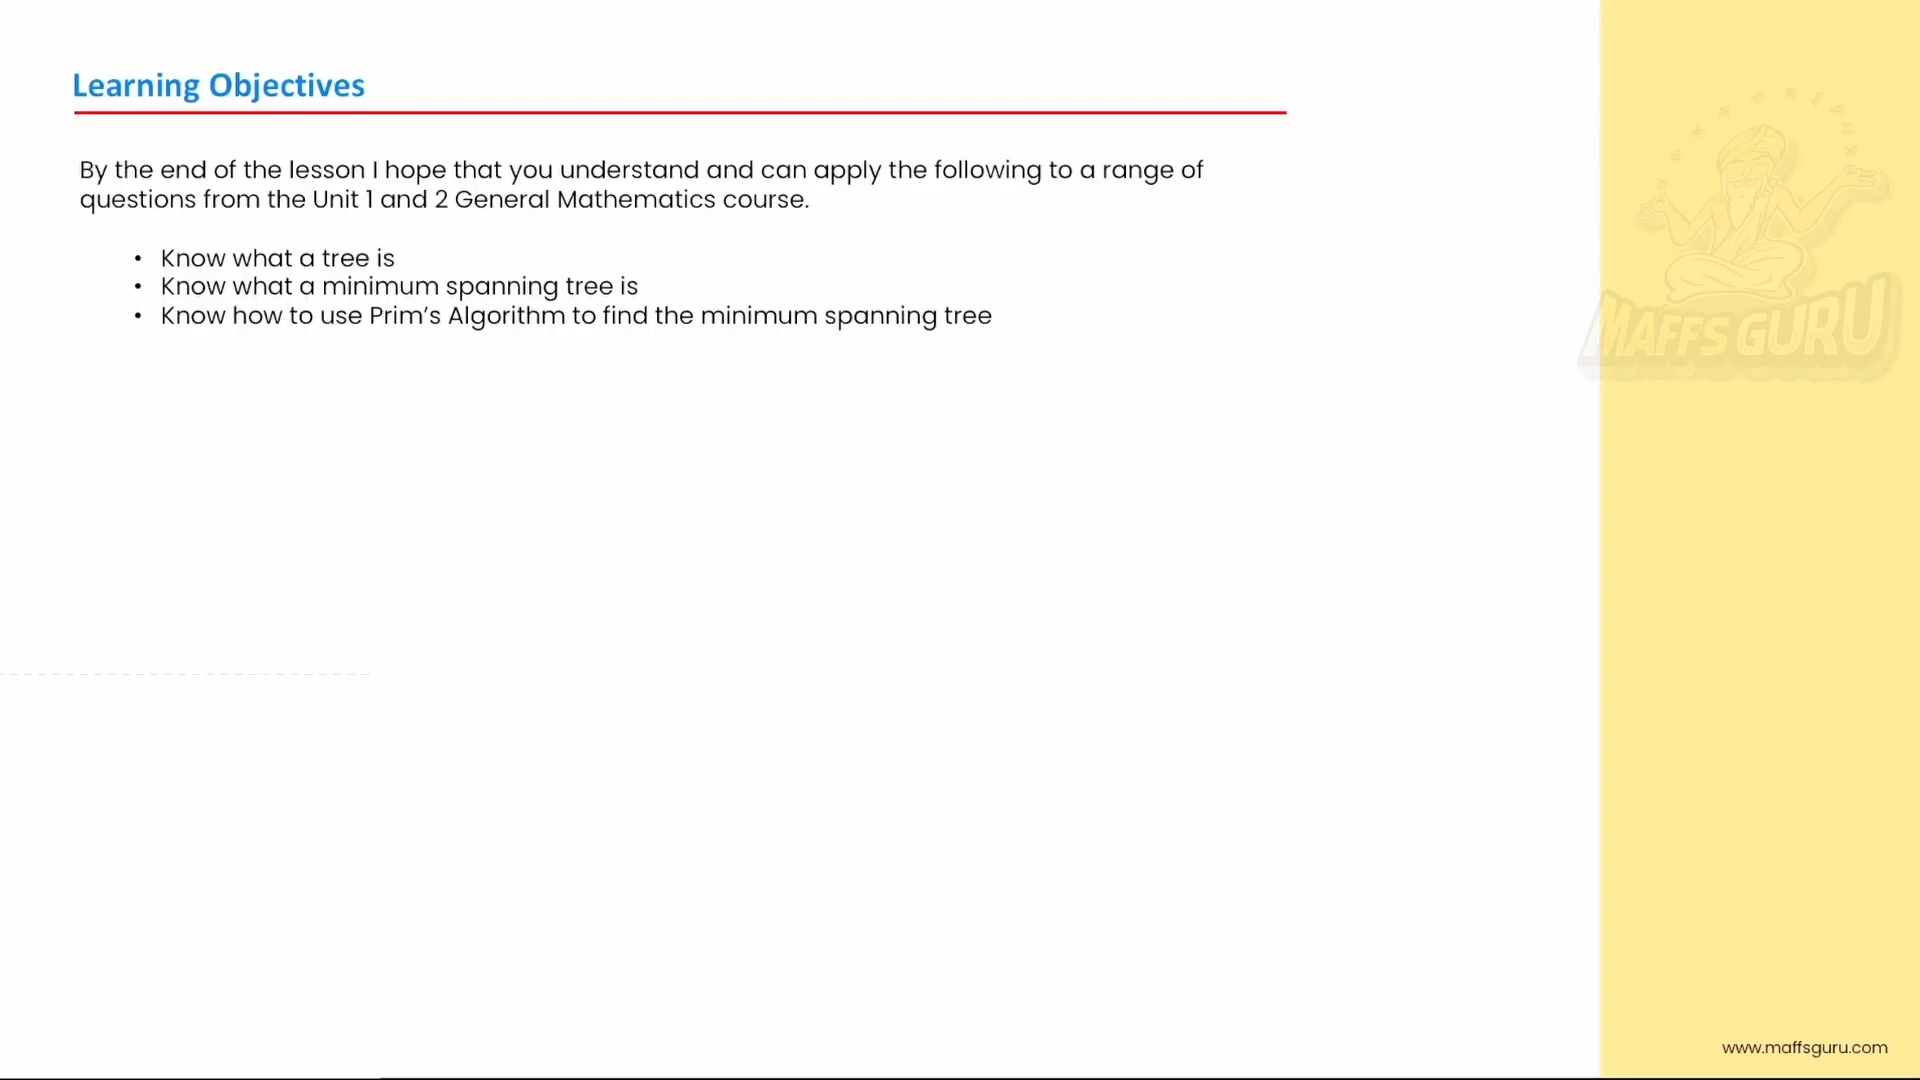 Learning Objectives
By the end of the lesson I hope that you understand and can apply the following to a range of
questions from the Unit 1 and 2 General Mathematics course.
• Know what a tree is
• Know what a minimum spanning tree is
• Know how to use Prim’s Algorithm to find the minimum spanning tree
MAFFS GURU
www.maffsguru.com